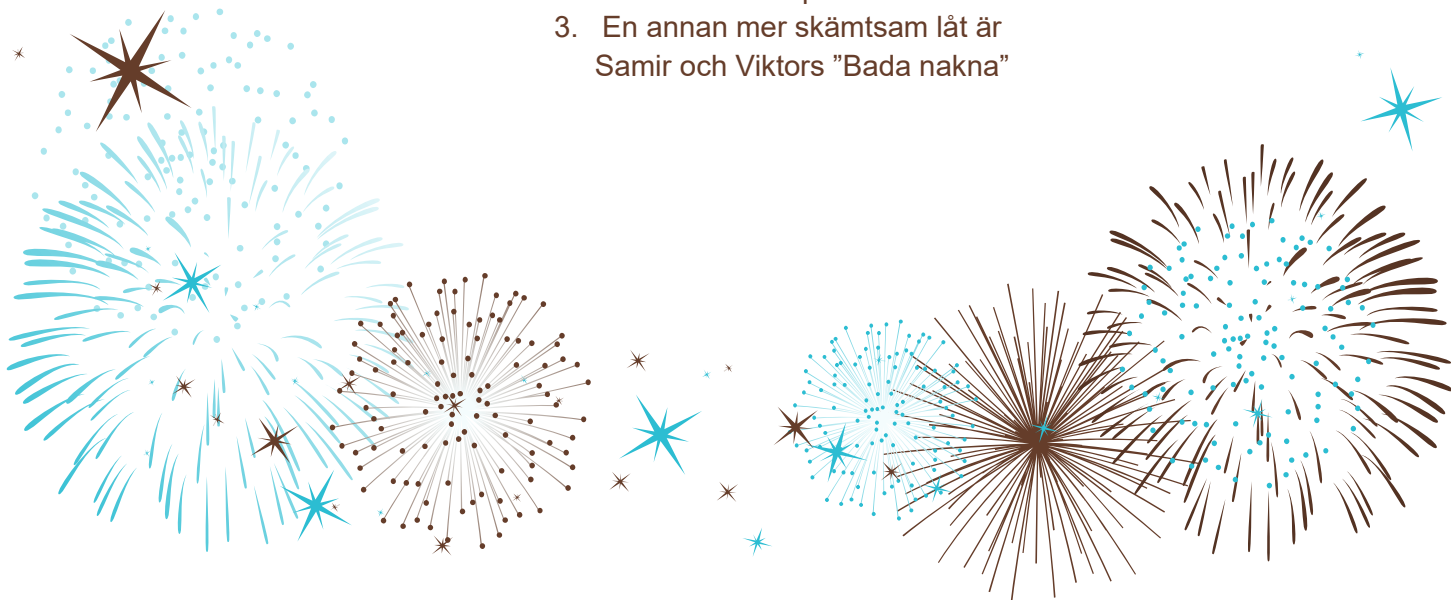 3. En annan mer skämtsam låt är
Samir och Viktors ”Bada nakna”